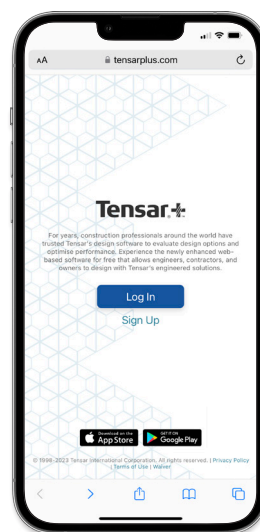 AA tensarplus.com
Tensar.+
For years, construction professionals around the world have
trusted Tensar's design software to evaluate design options and
optimise performance. Experience the newly enhanced web-
based software for free that allows engineers, contractors, and
owners to design with Tensar's engineered solutions.
Log In
Sign Up
Download on the
App Store
GET IT ON
Google Play
© 1998-2023 Tensar International Corporation. All rights reserved. | Privacy Policy
| Terms of Use | Waiver